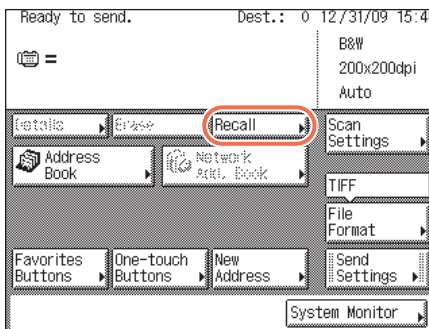 Ready to send. Dest.: 0 12/31/09 15:4
B&W
=
200x200dpi
Auto
Details Erase Recall Scan
Settings
Address
Book
Network
Add. Book
TIFF
File
Format
Favorites
Buttons
One-touch
Buttons
New
Address
Send
Settings
System Monitor